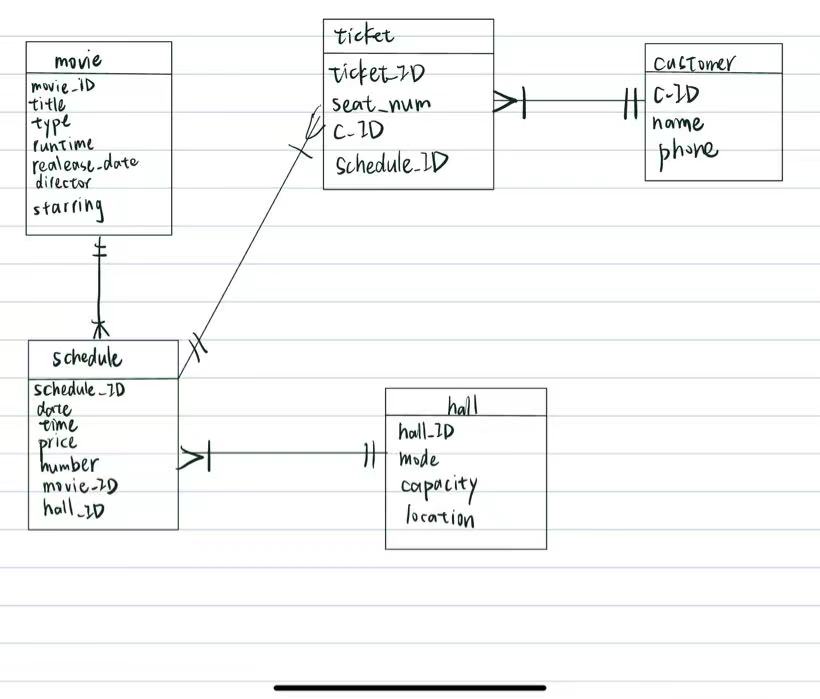 movie
movie_ID
title
type
runtime
realease_date
director
starring
ticket
ticket_ID
seat_num
C_ID
schedule_ID
customer
C-ID
name
phone
schedule
schedule_ID
date
time
price
number
movie_ID
hall_ID
hall
hall_ID
mode
capacity
location